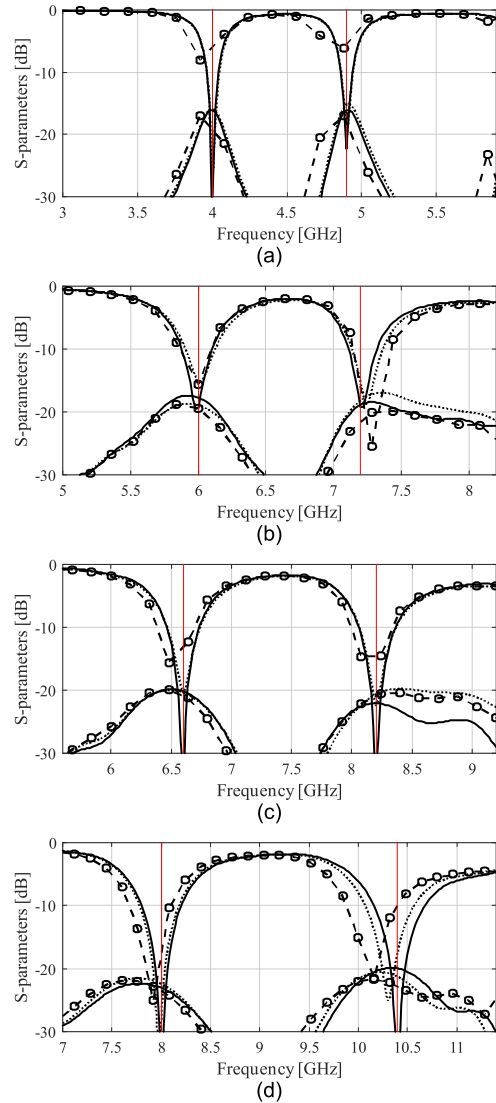 0
-10
-20
-30
S-parameters [dB]
3 3.5 4 4.5 5 5.5
Frequency [GHz]
(a)
0
-10
-20
-30
S-parameters [dB]
5 5.5 6 6.5 7 7.5 8
Frequency [GHz]
(b)
0
-10
-20
-30
S-parameters [dB]
6 6.5 7 7.5 8 8.5 9
Frequency [GHz]
(c)
0
-10
-20
-30
S-parameters [dB]
7 7.5 8 8.5 9 9.5 10 10.5 11
Frequency [GHz]
(d)